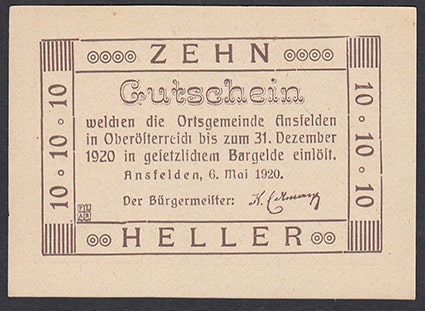 ZEHN
Gutschein
welchen die Ortsgemeinde Ansfelden
in Oberösterreich bis zum 31. Dezember
1920 in gesetzlichem Bargelde einlöst.
Ansfelden, 6. Mai 1920.
Der Bürgermeister:
HELLER
10 10 10
10 10 10